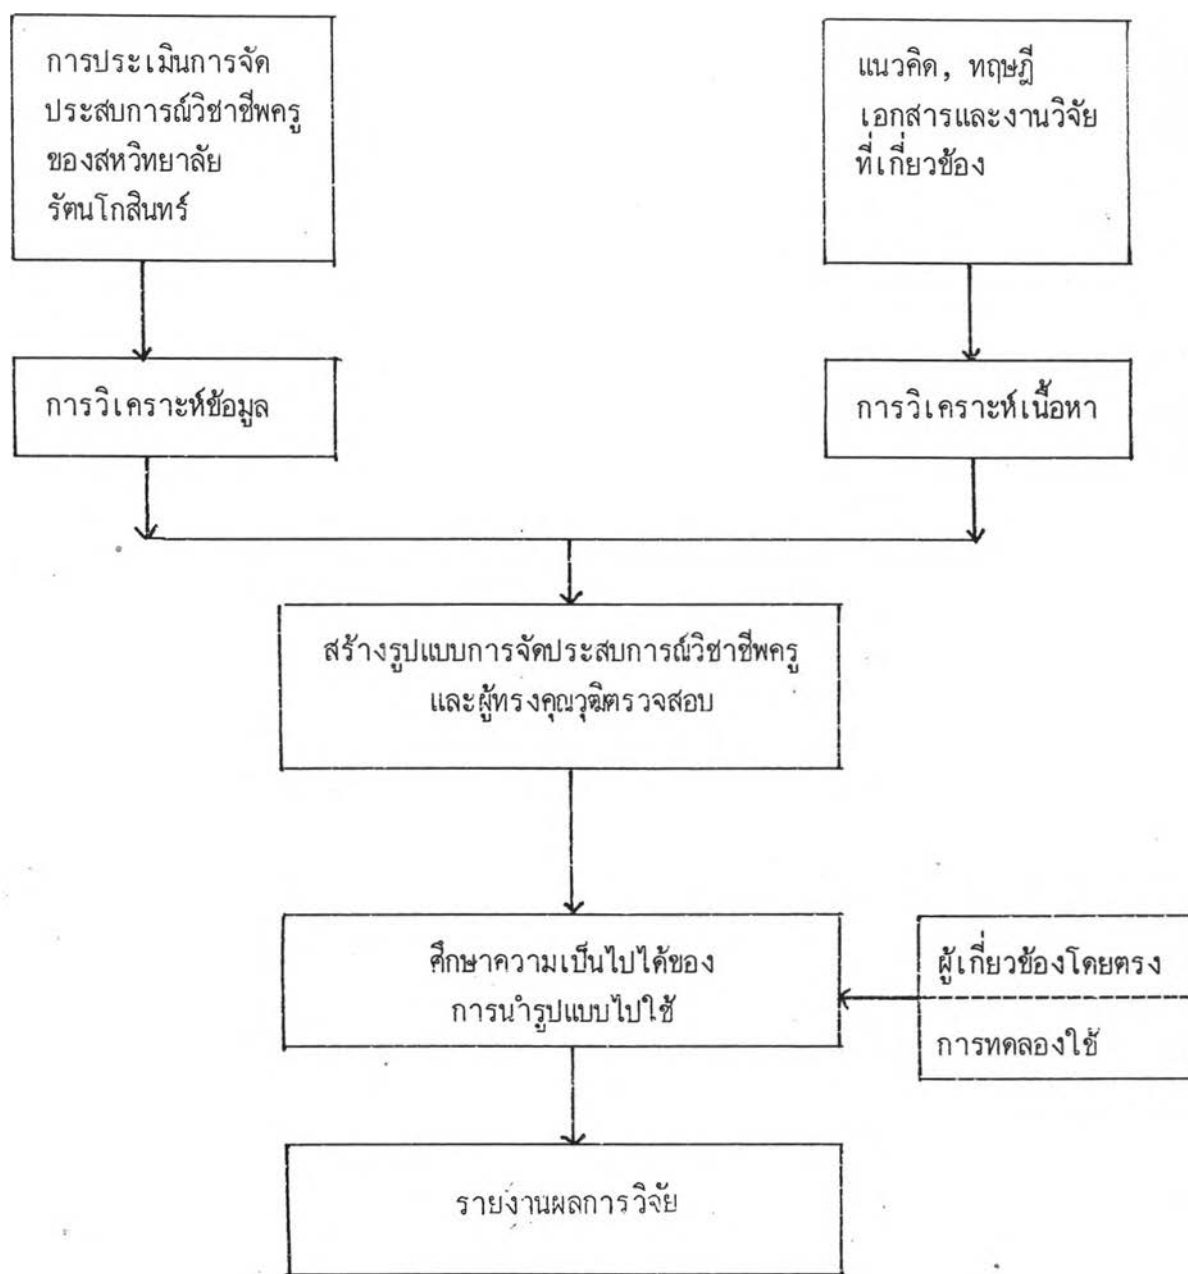 การประเมินการจัด
ประสบการณ์วิชาชีพครู
ของสหวิทยาลัย
รัตนโกสินทร์
แนวคิด, ทฤษฎี
เอกสารและงานวิจัย
ที่เกี่ยวข้อง
การวิเคราะห์ข้อมูล
การวิเคราะห์เนื้อหา
สร้างรูปแบบการจัดประสบการณ์วิชาชีพครู
และผู้ทรงคุณวุฒิตรวจสอบ
ศึกษาความเป็นไปได้ของ
การนำรูปแบบไปใช้
ผู้เกี่ยวข้องโดยตรง
การทดลองใช้
รายงานผลการวิจัย